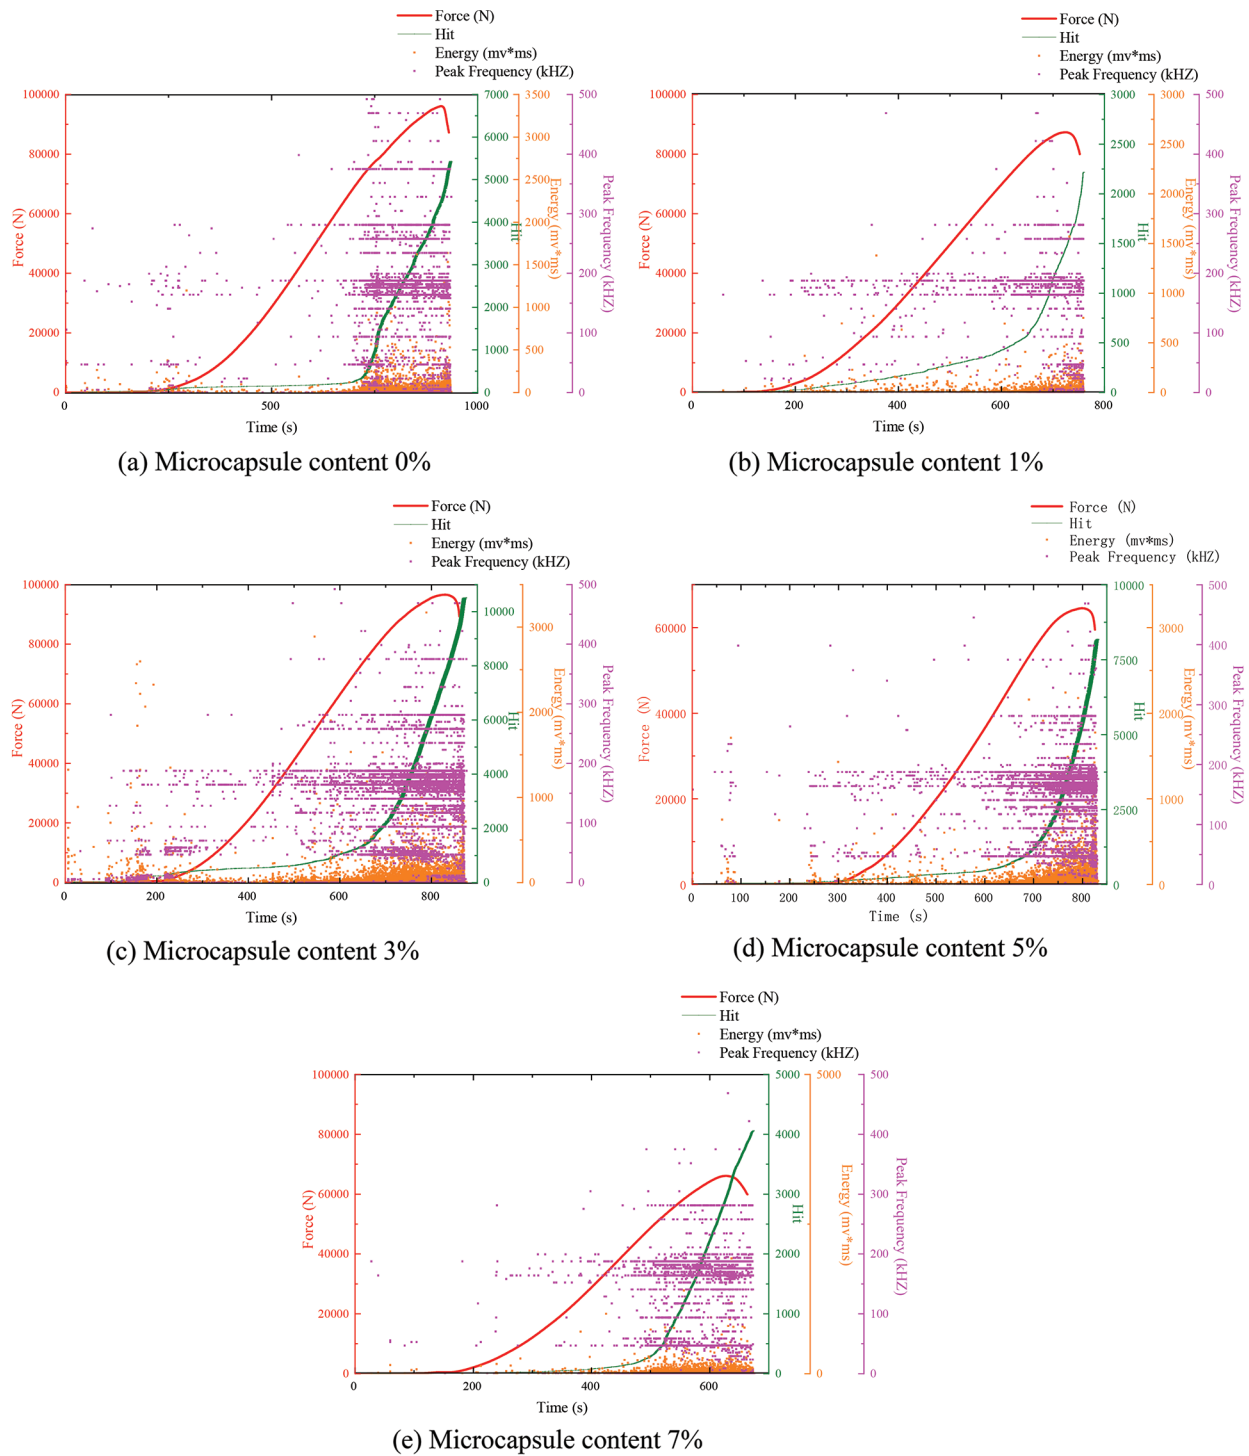 Force (N)
Hit
Energy (mv*ms)
Peak Frequency (kHZ)
100000
80000
60000
40000
20000
0
Force (N)
0
500
1000
Time (s)
7000
6000
5000
4000
3000
2000
1000
0
Hit
3500
3000
2500
2000
1500
1000
500
0
Energy (mv*ms)
500
400
300
200
100
0
Peak Frequency (kHZ)
(a) Microcapsule content 0%
Force (N)
Hit
Energy (mv*ms)
Peak Frequency (kHZ)
100000
80000
60000
40000
20000
0
Force (N)
0
200
400
600
800
Time (s)
3000
2500
2000
1500
1000
500
0
Hit
3000
2500
2000
1500
1000
500
0
Energy (mv*ms)
500
400
300
200
100
0
Peak Frequency (kHZ)
(b) Microcapsule content 1%
Force (N)
Hit
Energy (mv*ms)
Peak Frequency (kHZ)
100000
80000
60000
40000
20000
0
Force (N)
0
200
400
600
800
Time (s)
10000
8000
6000
4000
2000
0
Hit
3000
2000
1000
0
Energy (mv*ms)
500
400
300
200
100
0
Peak Frequency (kHZ)
(c) Microcapsule content 3%
Force (N)
Hit
Energy (mv*ms)
Peak Frequency (kHZ)
60000
40000
20000
0
Force (N)
0
100
200
300
400
500
600
700
800
Time (s)
10000
7500
5000
2500
0
Hit
3000
2000
1000
0
Energy (mv*ms)
500
400
300
200
100
0
Peak Frequency (kHZ)
(d) Microcapsule content 5%
Force (N)
Hit
Energy (mv*ms)
Peak Frequency (kHZ)
100000
80000
60000
40000
20000
0
Force (N)
0
200
400
600
Time (s)
5000
4000
3000
2000
1000
0
Hit
5000
0
Energy (mv*ms)
500
400
300
200
100
0
Peak Frequency (kHZ)
(e) Microcapsule content 7%